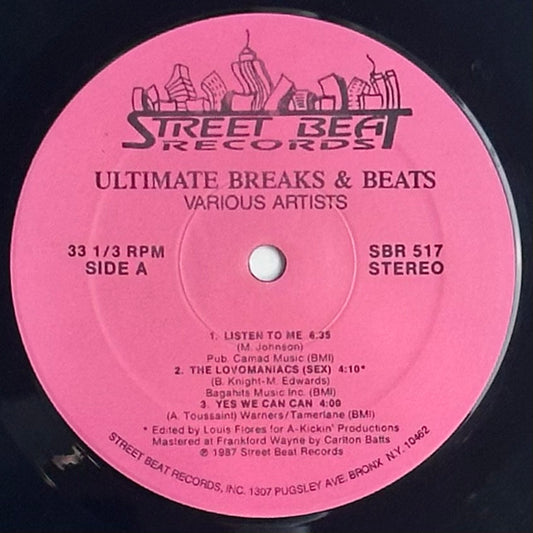 STREET BEAT
RECORDS
ULTIMATE BREAKS & BEATS
VARIOUS ARTISTS
33 1/3 RPM
SIDE A
SBR 517
STEREO
1. LISTEN TO ME 6:35
(M. Johnson)
Pub. Camad Music (BMI)
2. THE LOVOMANIACS (SEX) 4:10*
(B. Knight-M. Edwards)
Bagahits Music Inc. (BMI)
3. YES WE CAN CAN 4:00
(A. Toussaint) Warners/Tamerlane (BMI)
* Edited by Louis Flores for A-Kickin' Productions
Mastered at Frankford Wayne by Carlton Batts
℗ 1987 Street Beat Records
STREET BEAT RECORDS, INC. 1307 PUGSLEY AVE. BRONX N.Y. 10462